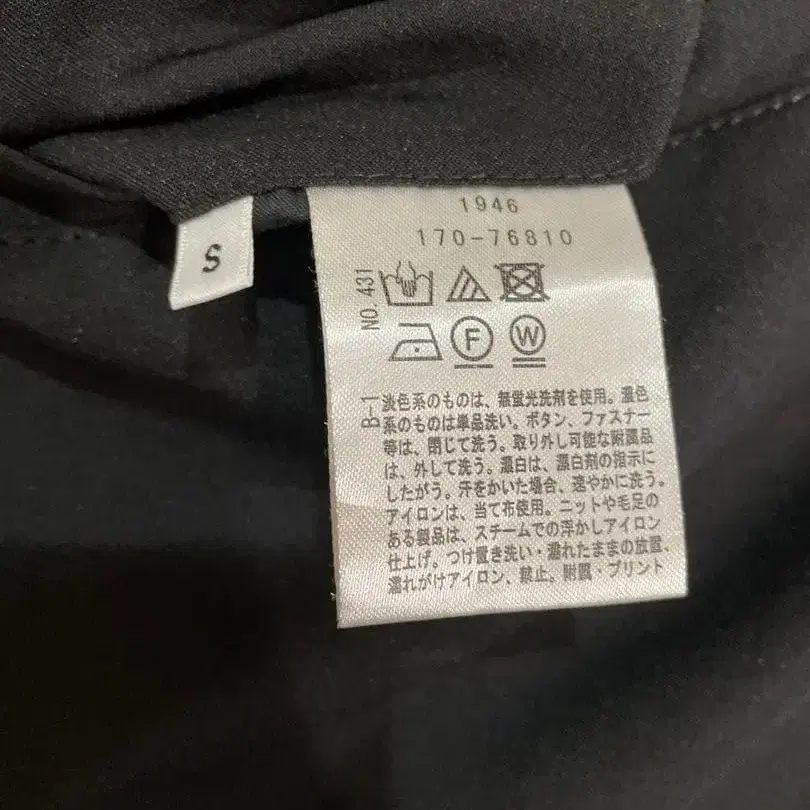 1946
170-76810
S
NO. 431
F W
B-1
淡色系のものは、無蛍光洗剤を使用。濃色
系のものは単品洗い。ボタン、ファスナー
等は、閉じて洗う。取り外し可能な附属品
は、外して洗う。漂白は、漂白剤の指示に
したがう。汗をかいた場合、速やかに洗う。
アイロンは、当て布使用。ニットや毛足の
ある製品は、スチームでの浮かしアイロン
仕上げ。つけ置き洗い・濡れたままの放置、
濡れがけアイロン、禁止。附属・プリント